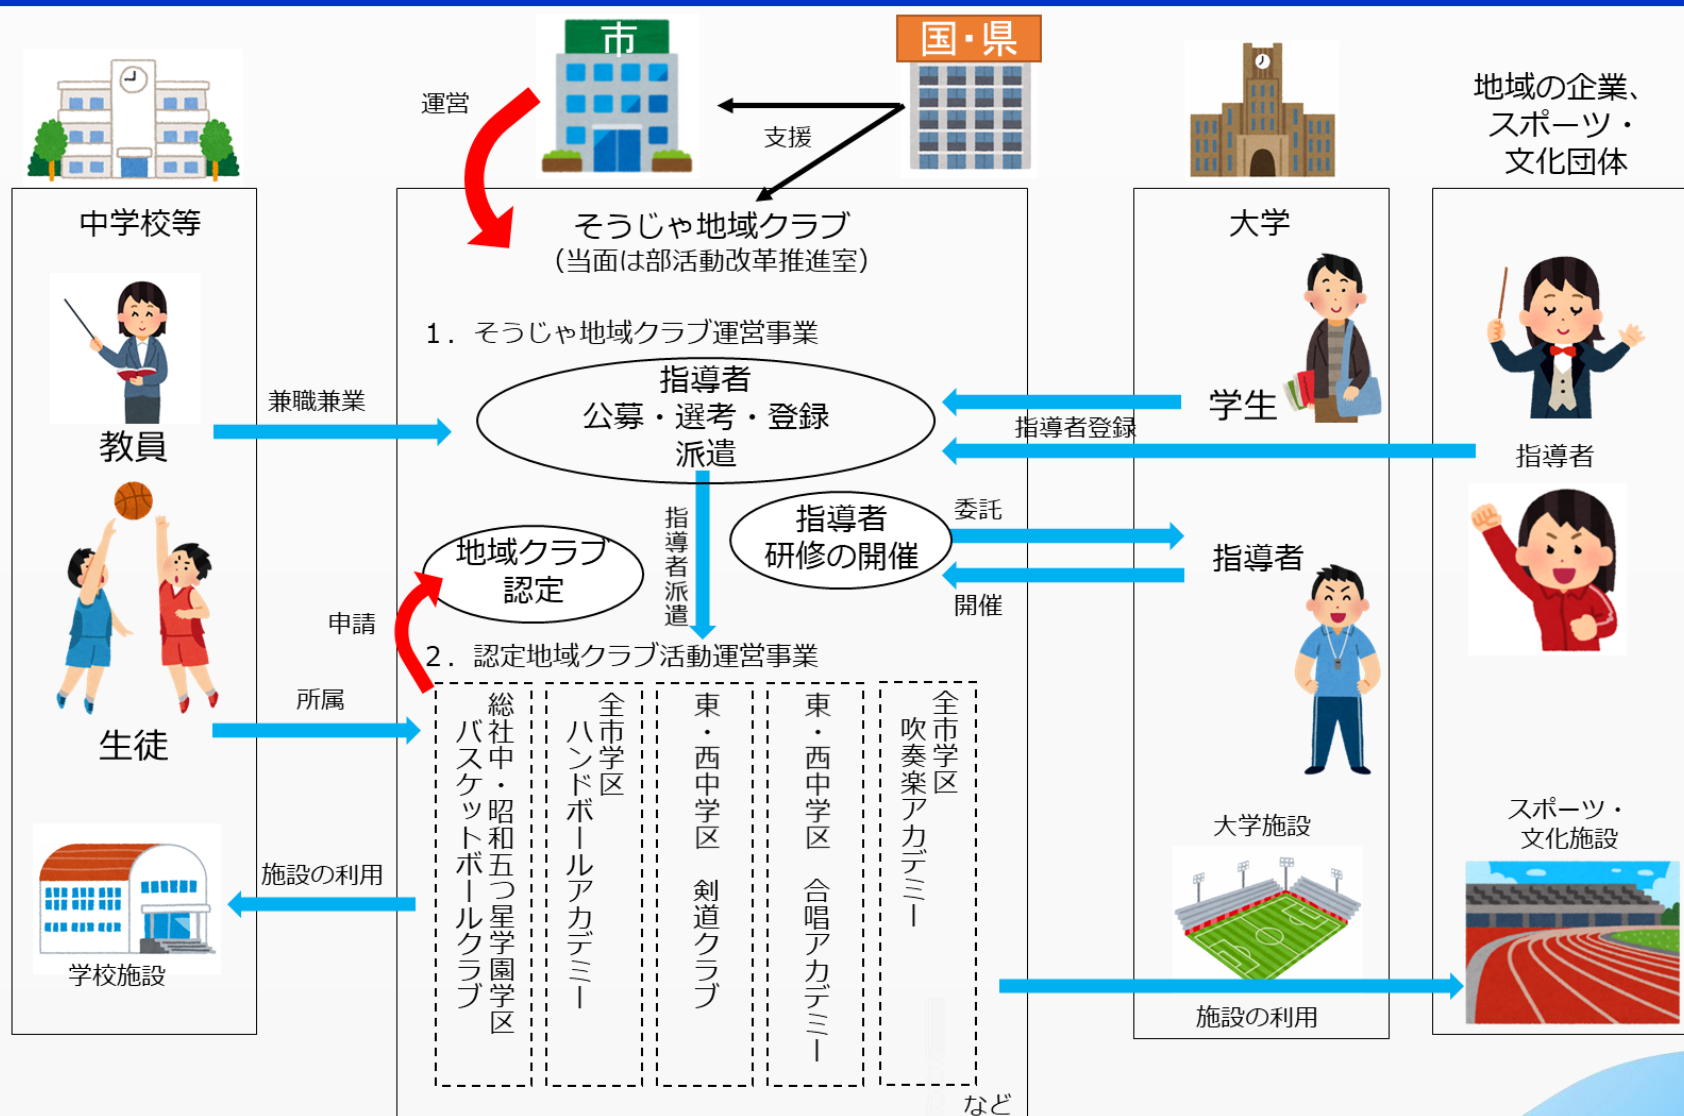 市
国・県
運営
支援
地域の企業、
スポーツ・
文化団体
中学校等
そうじゃ地域クラブ
（当面は部活動改革推進室）
大学
1．そうじゃ地域クラブ運営事業
指導者
公募・選考・登録
派遣
兼職兼業
教員
学生
指導者登録
指導者
指導者派遣
指導者
研修の開催
委託
開催
指導者
地域クラブ
認定
申請
2．認定地域クラブ活動運営事業
所属
生徒
総社中・昭和五つ星学園学区
バスケットボールクラブ
全市学区
ハンドボールアカデミー
東・西中学区　剣道クラブ
東・西中学区　合唱アカデミー
全市学区
吹奏楽アカデミー
など
施設の利用
学校施設
大学施設
施設の利用
スポーツ・
文化施設